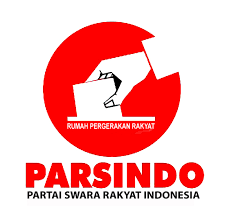 RUMAH PERGERAKAN RAKYAT
PARSINDO
PARTAI SWARA RAKYAT INDONESIA